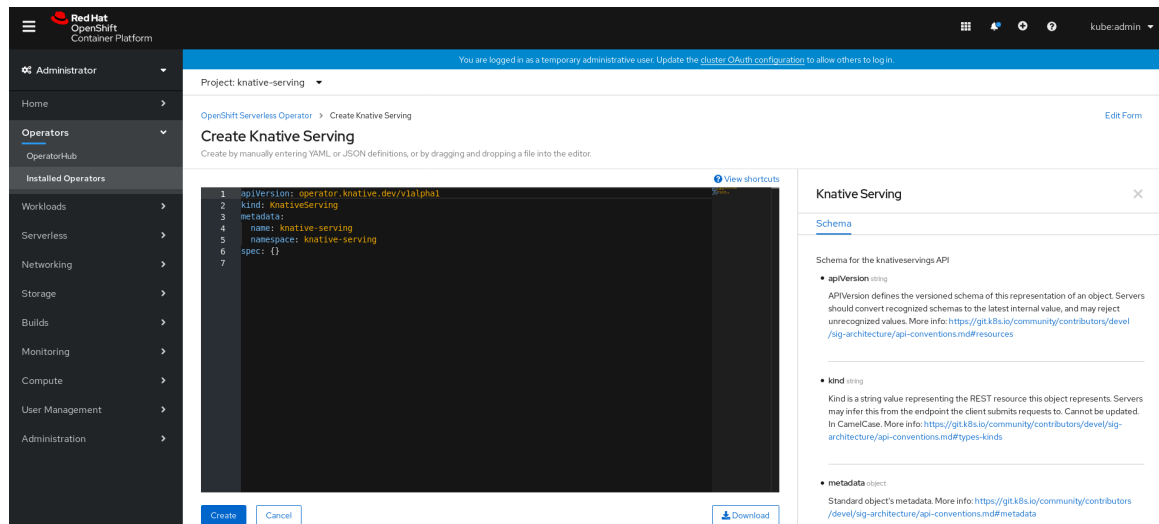 Red Hat
OpenShift
Container Platform
kube:admin
Administrator
You are logged in as a temporary administrative user. Update the cluster OAuth configuration to allow others to log in.
Project: knative-serving
Home
Operators
OperatorHub
Installed Operators
Workloads
Serverless
Networking
Storage
Builds
Monitoring
Compute
User Management
Administration
OpenShift Serverless Operator > Create Knative Serving
Edit Form
Create Knative Serving
Create by manually entering YAML or JSON definitions, or by dragging and dropping a file into the editor.
View shortcuts
1 apiVersion: operator.knative.dev/v1alpha1
2 kind: KnativeServing
3 metadata:
4 name: knative-serving
5 namespace: knative-serving
6 spec: {}
7
Create
Cancel
Download
Knative Serving
Schema
Schema for the knativeservings API
• apiVersion string
APIVersion defines the versioned schema of this representation of an object. Servers
should convert recognized schemas to the latest internal value, and may reject
unrecognized values. More info: https://git.k8s.io/community/contributors/devel
/sig-architecture/api-conventions.md#resources
• kind string
Kind is a string value representing the REST resource this object represents. Servers
may infer this from the endpoint the client submits requests to. Cannot be updated.
In CamelCase. More info: https://git.k8s.io/community/contributors/devel/sig-
architecture/api-conventions.md#types-kinds
• metadata object
Standard object's metadata. More info: https://git.k8s.io/community/contributors
/devel/sig-architecture/api-conventions.md#metadata